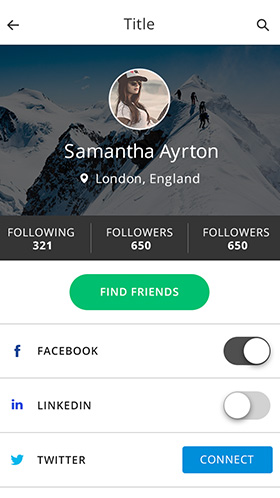 Title
Samantha Ayrton
London, England
FOLLOWING FOLLOWERS FOLLOWERS
321 650 650
FIND FRIENDS
f FACEBOOK
in LINKEDIN
TWITTER CONNECT